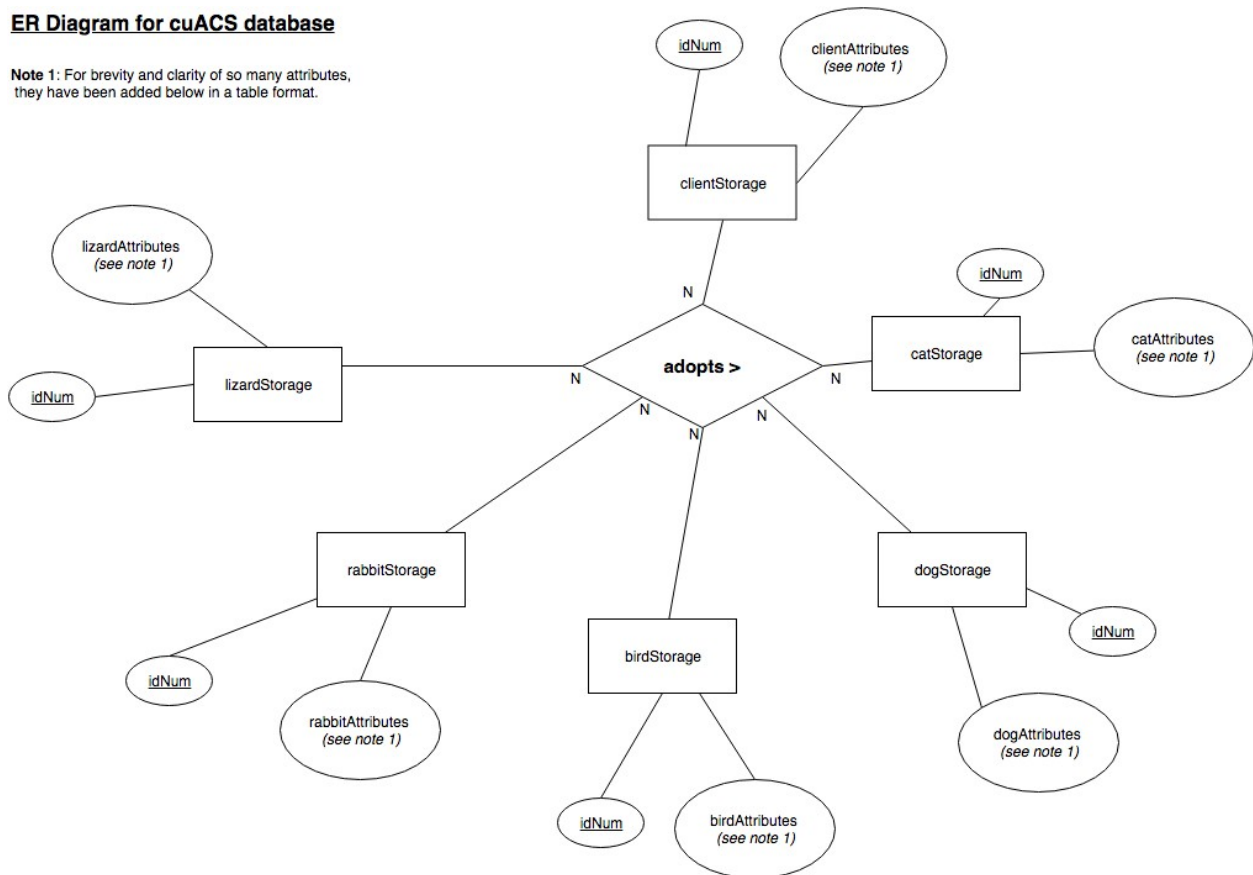 ER Diagram for cuACS database
Note 1: For brevity and clarity of so many attributes,
they have been added below in a table format.
idNum
clientAttributes
(see note 1)
clientStorage
lizardAttributes
(see note 1)
idNum
N
catStorage
catAttributes
(see note 1)
lizardStorage
idNum
adopts >
N
N
N
N
N
rabbitStorage
dogStorage
idNum
birdStorage
idNum
rabbitAttributes
(see note 1)
dogAttributes
(see note 1)
idNum
birdAttributes
(see note 1)